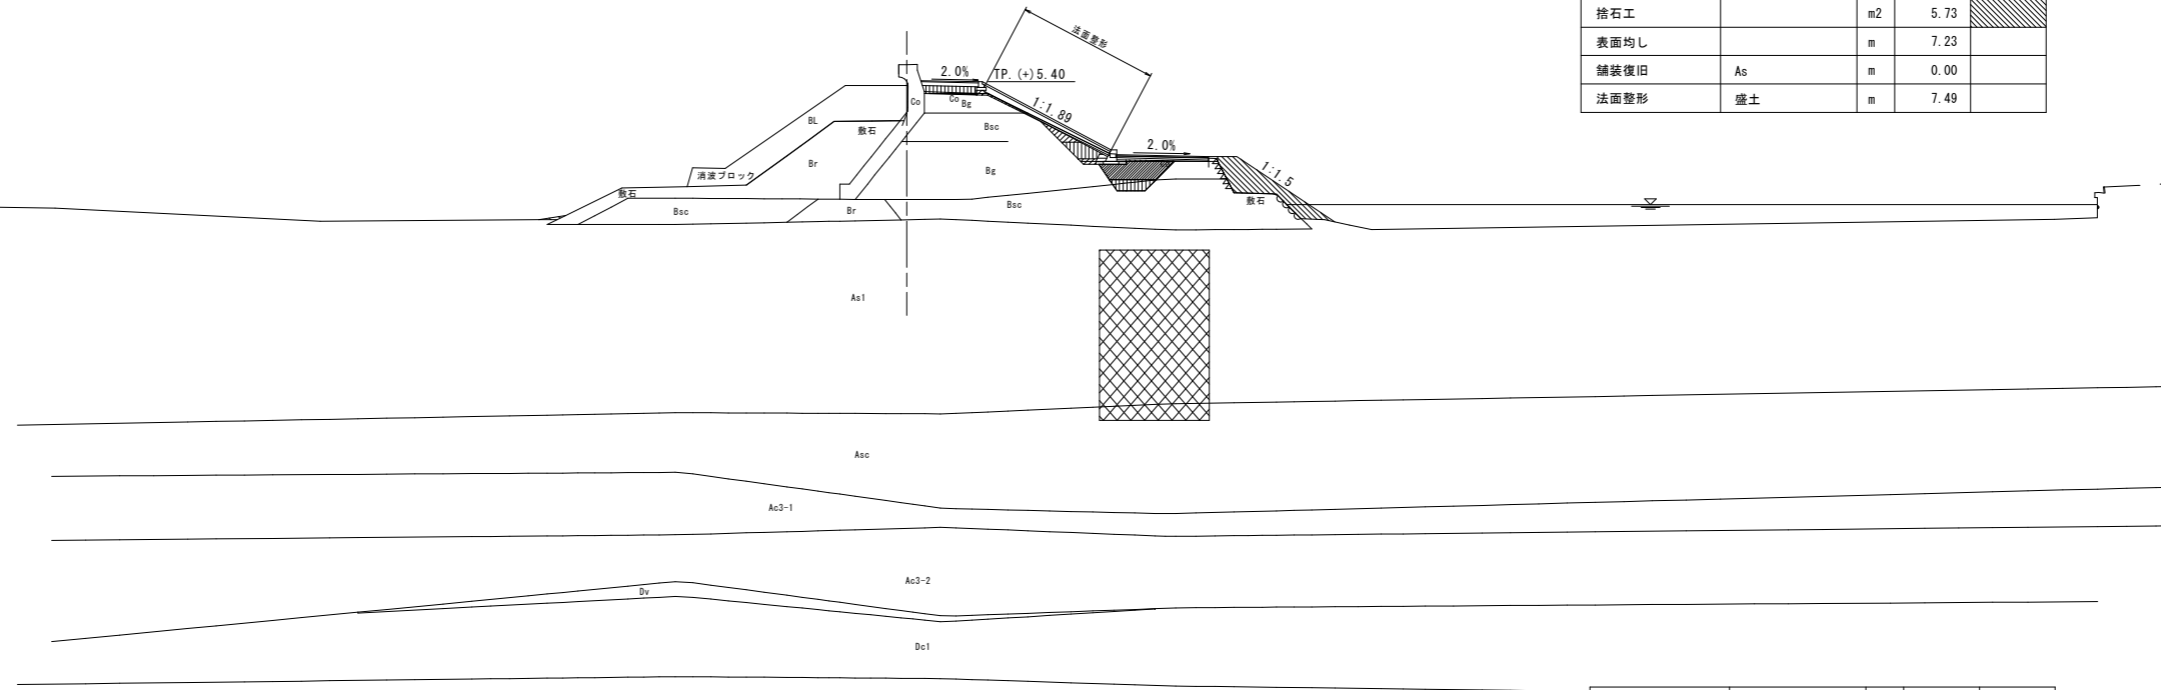 捨石工 m2 5.73
表面均し m 7.23
舗装復旧 As m 0.00
法面整形 盛土 m 7.49
法面整形
2.0%
TP.(+)5.40
1:1.89
Co
Co
Bg
BL
敷石
Bsc
2.0%
Br
Bg
1:1.5
消波ブロック
敷石
Bsc
Br
Bsc
敷石
As1
Asc
Ac3-1
Ac3-2
Dv
Dc1